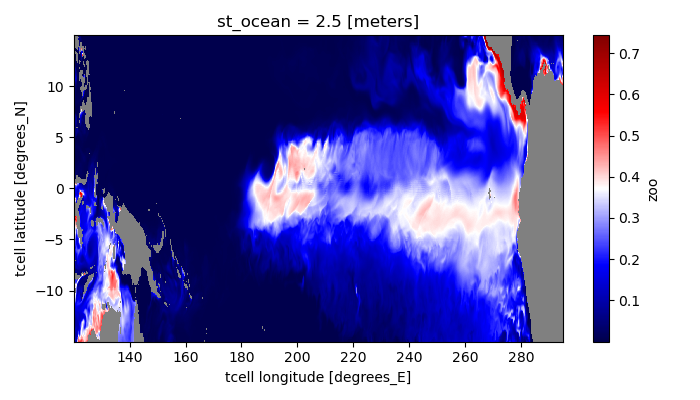 st_ocean = 2.5 [meters]
10
5
0
−5
−10
tcell latitude [degrees_N]
140 160 180 200 220 240 260 280
tcell longitude [degrees_E]
0.7
0.6
0.5
0.4
0.3
0.2
0.1
zoo